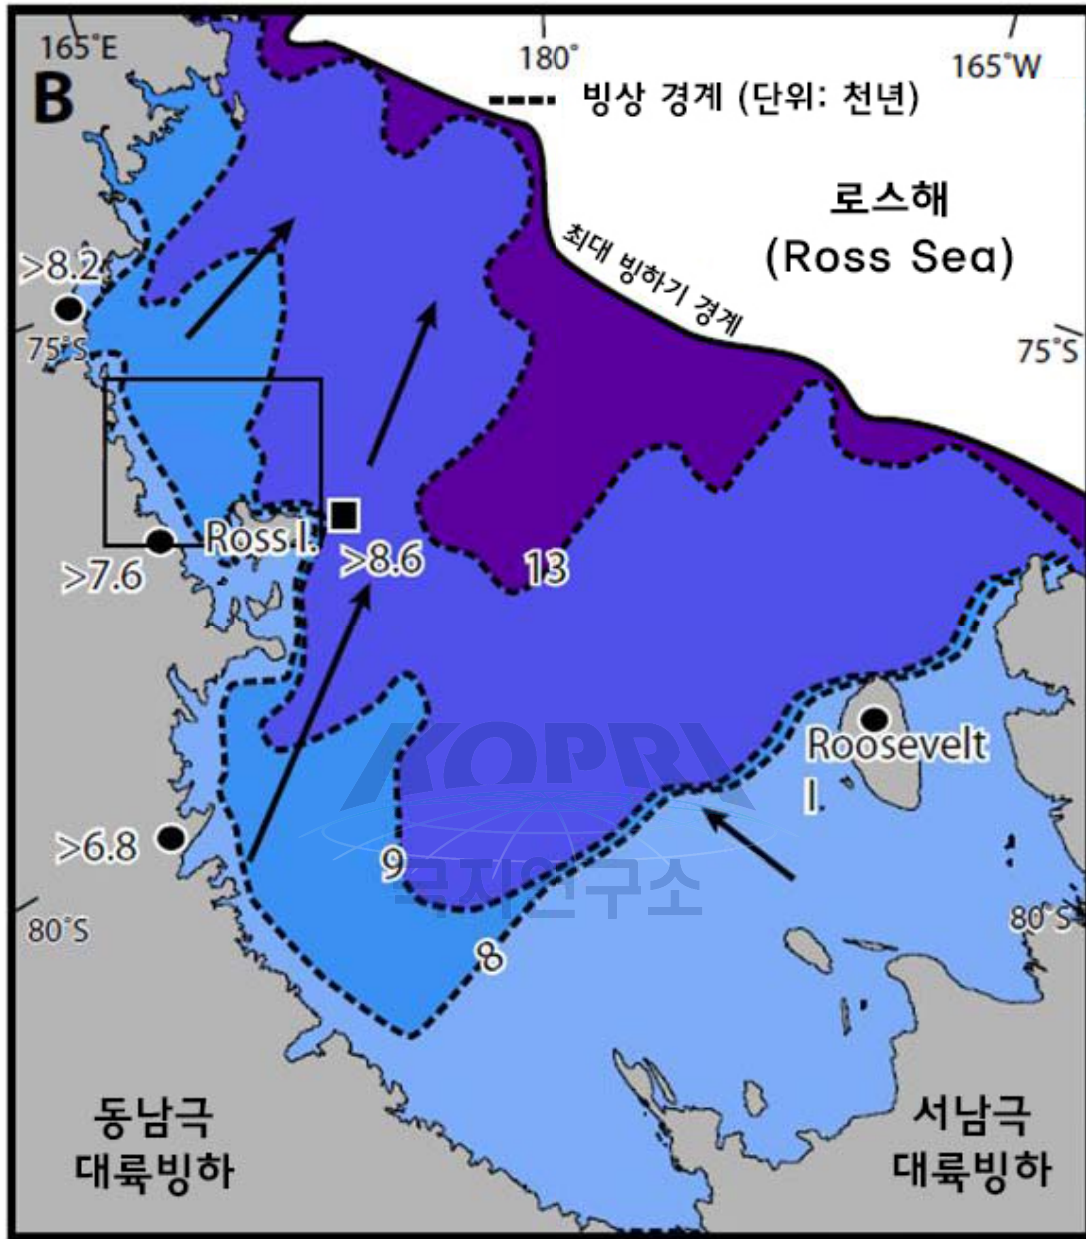 165°E
180°
165°W
B
빙상 경계 (단위: 천년)
로스해
(Ross Sea)
최대 빙하기 경계
>8.2
75°S
75°S
Ross I.
>8.6
>7.6
13
KOPRI
Roosevelt
I.
>6.8
9
극지연구소
80°S
80°S
8
동남극
대륙빙하
서남극
대륙빙하